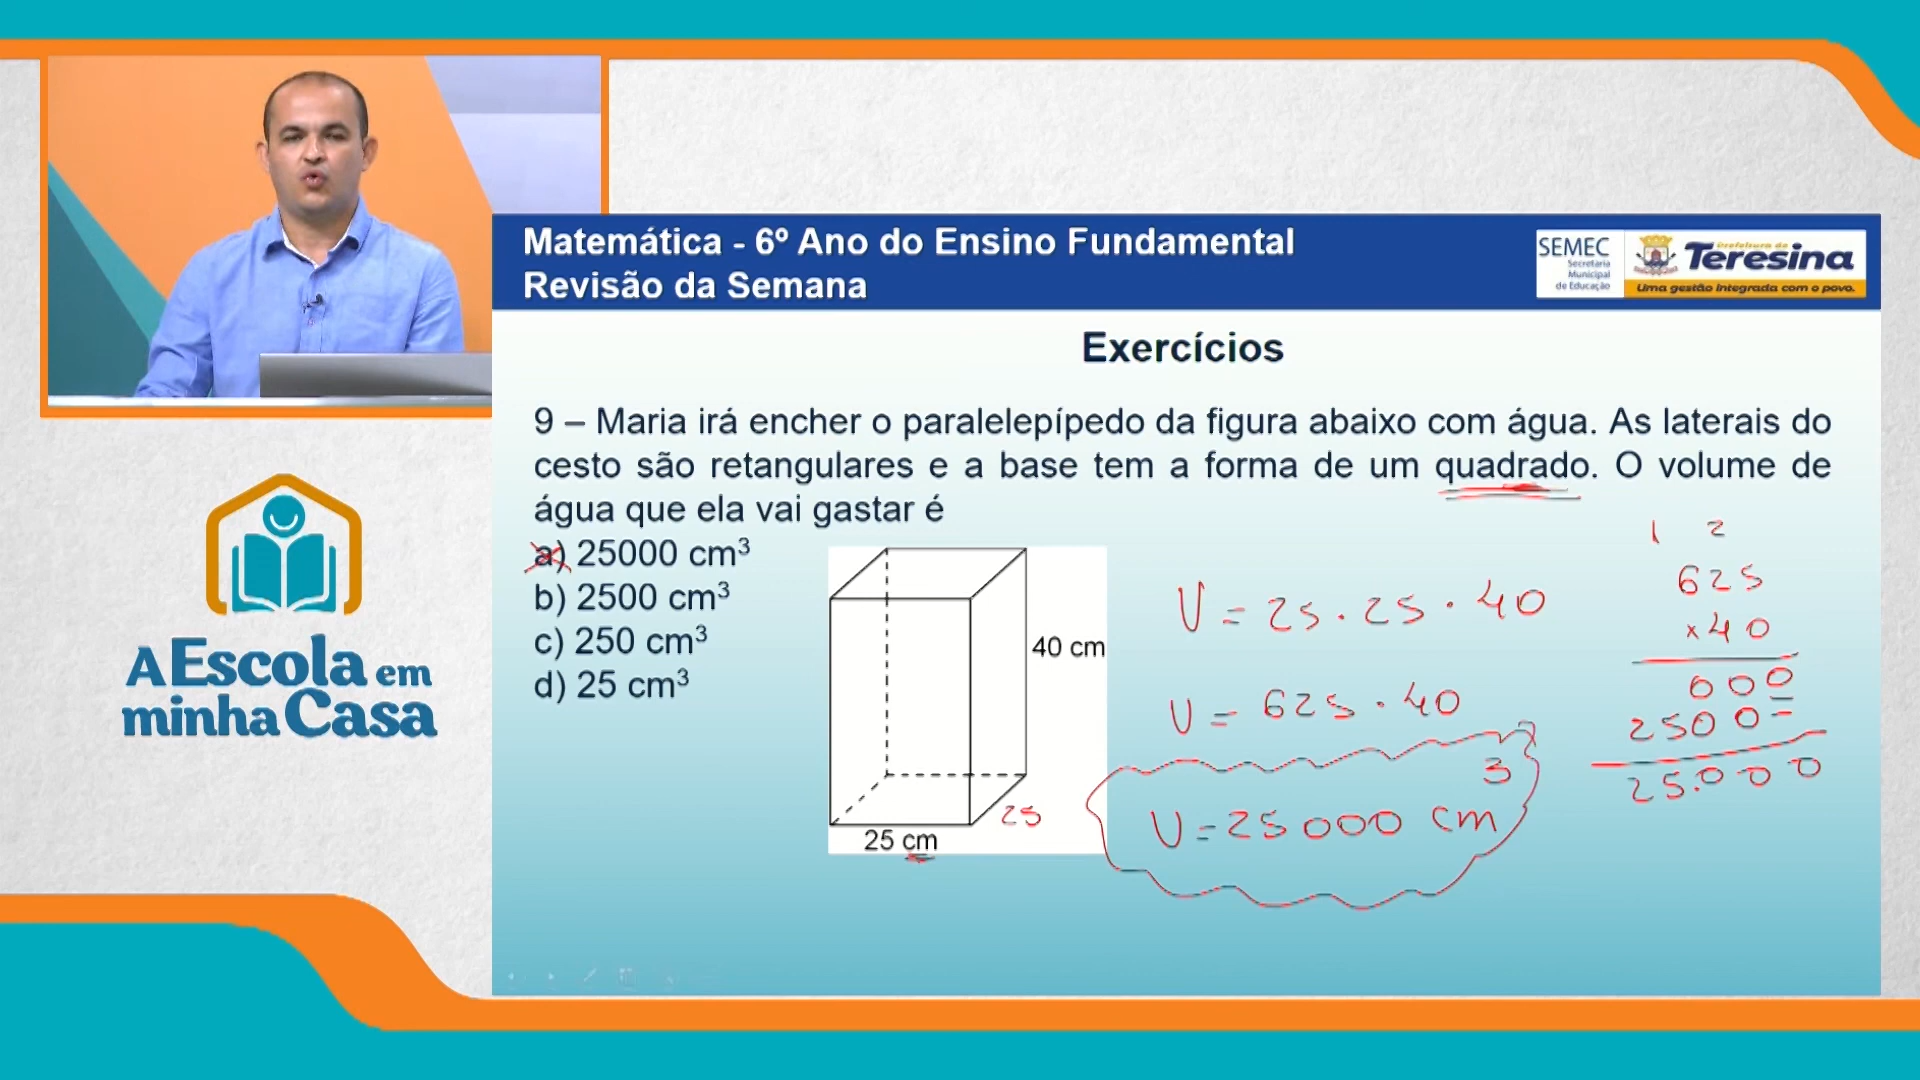 Matemática - 6º Ano do Ensino Fundamental
Revisão da Semana
SEMEC
Secretaria
Municipal
de Educação
Prefeitura de
Teresina
Uma gestão integrada com o povo.
Exercícios
9 – Maria irá encher o paralelepípedo da figura abaixo com água. As laterais do
cesto são retangulares e a base tem a forma de um quadrado. O volume de
água que ela vai gastar é
a) 25000 cm³
b) 2500 cm³
c) 250 cm³
d) 25 cm³
40 cm
25
25 cm
V = 25 . 25 . 40
V = 625 . 40
V = 25000 cm³
1 2
625
x40
000
2500
25.000
A Escola em
minha Casa